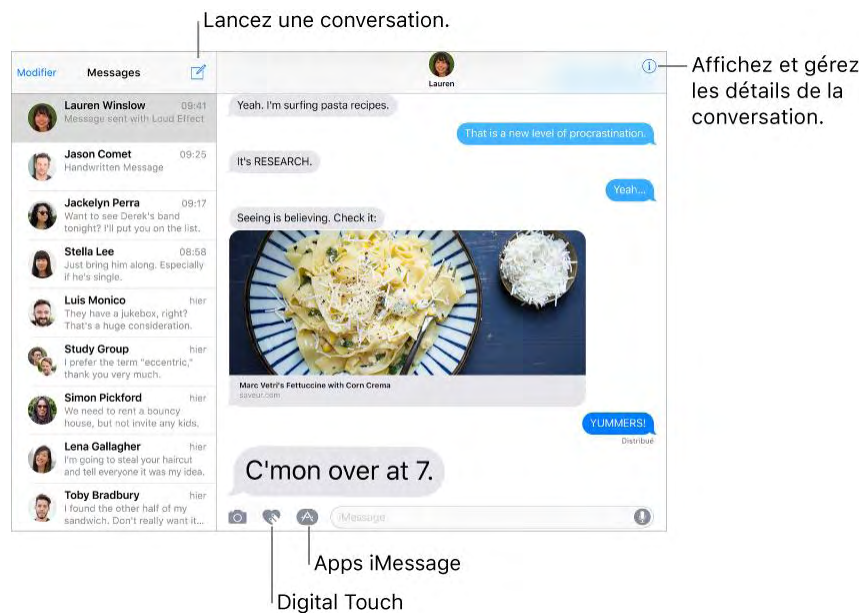 Lancez une conversation.
Modifier
Messages
Lauren
Affichez et gérez
les détails de la
conversation.
Lauren Winslow 09:41
Message sent with Loud Effect
Jason Comet 09:25
Handwritten Message
Jackelyn Perra 09:17
Want to see Derek's band
tonight? I'll put you on the list.
Stella Lee 08:58
Just bring him along. Especially
if he's single.
Luis Monico hier
They have a jukebox, right?
That's a huge consideration.
Study Group hier
I prefer the term "eccentric,"
thank you very much.
Simon Pickford hier
We need to rent a bouncy
house, but not invite any kids.
Lena Gallagher hier
I'm going to steal your haircut
and tell everyone it was my idea.
Toby Bradbury hier
I found the other half of my
sandwich. Don't really want it...
Yeah. I'm surfing pasta recipes.
That is a new level of procrastination.
It's RESEARCH.
Yeah...
Seeing is believing. Check it:
Marc Vetri's Fettuccine with Corn Crema
saveur.com
YUMMERS!
Distribué
C'mon over at 7.
iMessage
Apps iMessage
Digital Touch